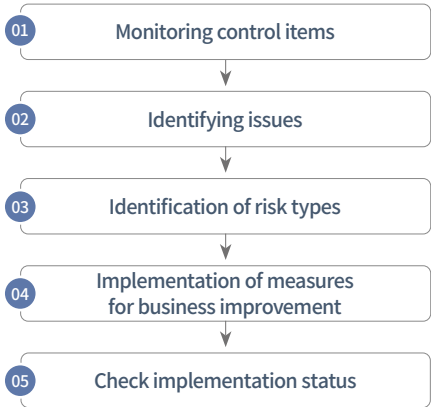 01 Monitoring control items
02 Identifying issues
03 Identification of risk types
04 Implementation of measures
for business improvement
05 Check implementation status